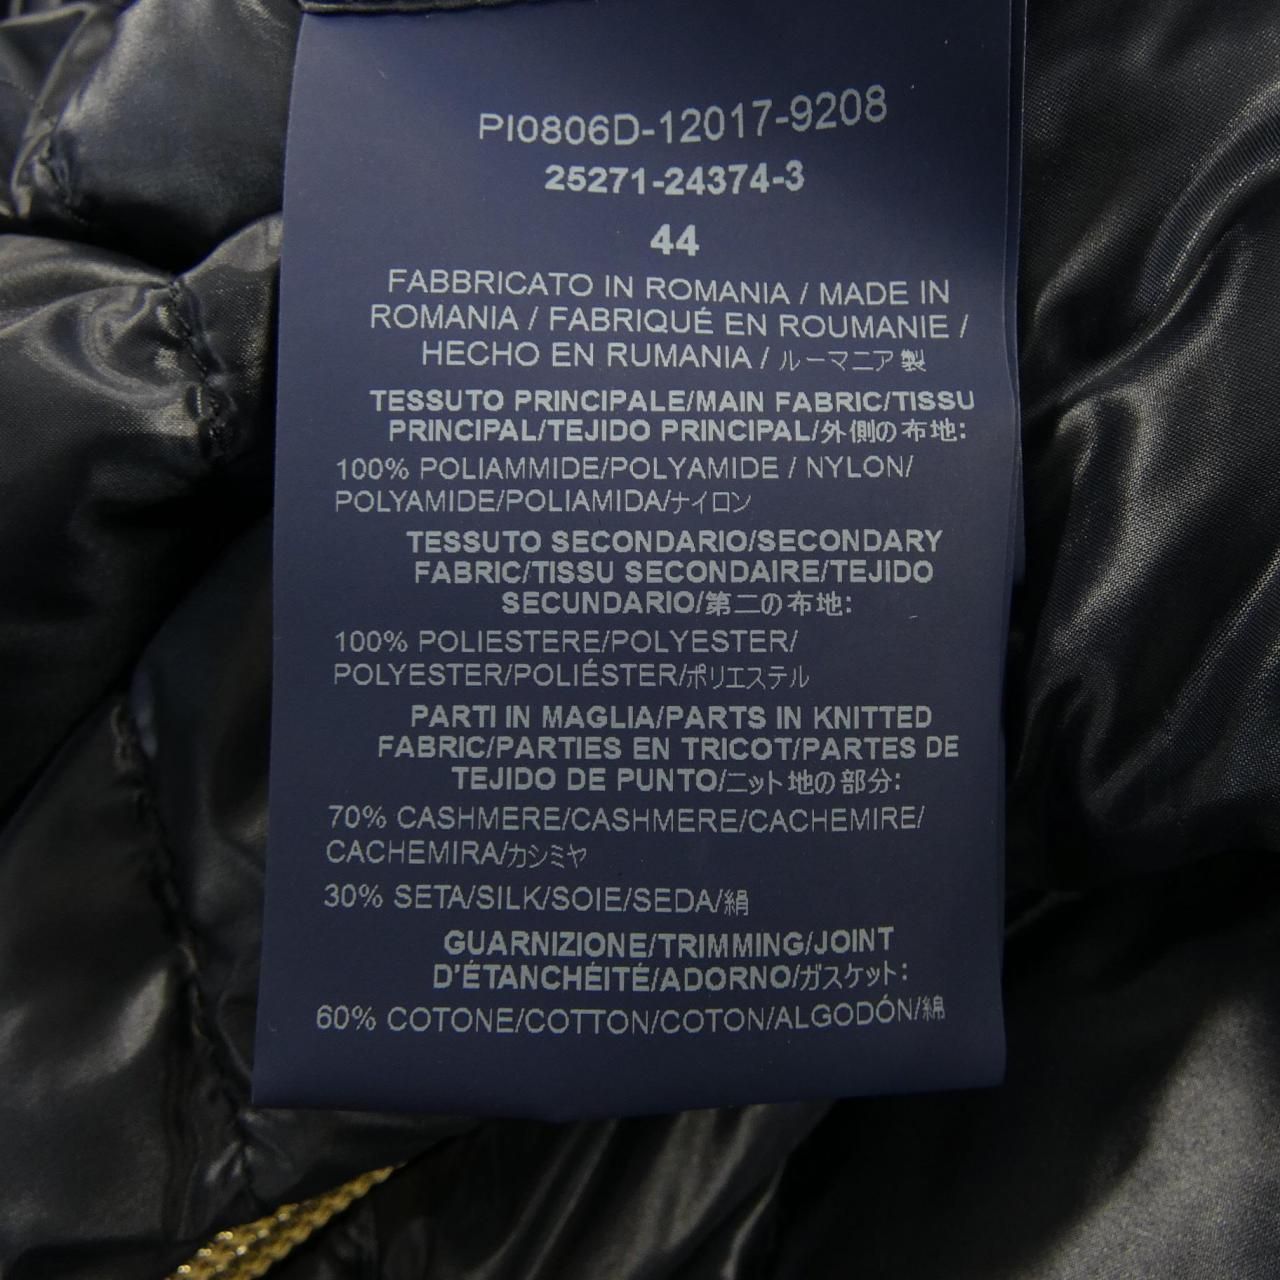 PI0806D-12017-9208
25271-24374-3
44
FABBRICATO IN ROMANIA / MADE IN
ROMANIA / FABRIQUÉ EN ROUMANIE /
HECHO EN RUMANIA / ルーマニア製
TESSUTO PRINCIPALE/MAIN FABRIC/TISSU
PRINCIPAL/TEJIDO PRINCIPAL/外側の布地:
100% POLIAMMIDE/POLYAMIDE / NYLON/
POLYAMIDE/POLIAMIDA/ナイロン
TESSUTO SECONDARIO/SECONDARY
FABRIC/TISSU SECONDAIRE/TEJIDO
SECUNDARIO/第二の布地:
100% POLIESTERE/POLYESTER/
POLYESTER/POLIÉSTER/ポリエステル
PARTI IN MAGLIA/PARTS IN KNITTED
FABRIC/PARTIES EN TRICOT/PARTES DE
TEJIDO DE PUNTO/ニット地の部分:
70% CASHMERE/CASHMERE/CACHEMIRE/
CACHEMIRA/カシミヤ
30% SETA/SILK/SOIE/SEDA/絹
GUARNIZIONE/TRIMMING/JOINT
D'ÉTANCHÉITÉ/ADORNO/ガスケット:
60% COTONE/COTTON/COTON/ALGODÓN/綿